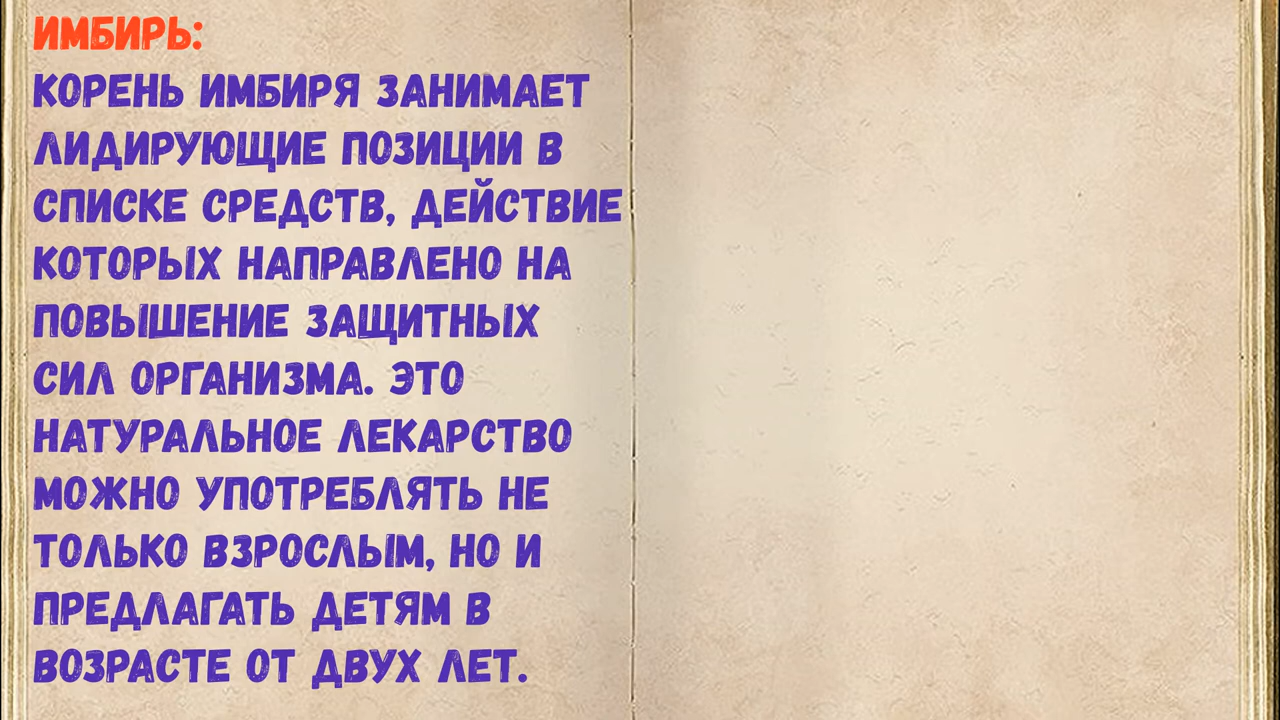 ИМБИРЬ:
КОРЕНЬ ИМБИРЯ ЗАНИМАЕТ
ЛИДИРУЮЩИЕ ПОЗИЦИИ В
СПИСКЕ СРЕДСТВ, ДЕЙСТВИЕ
КОТОРЫХ НАПРАВЛЕНО НА
ПОВЫШЕНИЕ ЗАЩИТНЫХ
СИЛ ОРГАНИЗМА. ЭТО
НАТУРАЛЬНОЕ ЛЕКАРСТВО
МОЖНО УПОТРЕБЛЯТЬ НЕ
ТОЛЬКО ВЗРОСЛЫМ, НО И
ПРЕДЛАГАТЬ ДЕТЯМ В
ВОЗРАСТЕ ОТ ДВУХ ЛЕТ.